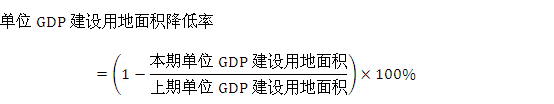 单位 GDP 建设用地面积降低率
= (1 − 本期单位 GDP 建设用地面积 / 上期单位 GDP 建设用地面积) × 100%